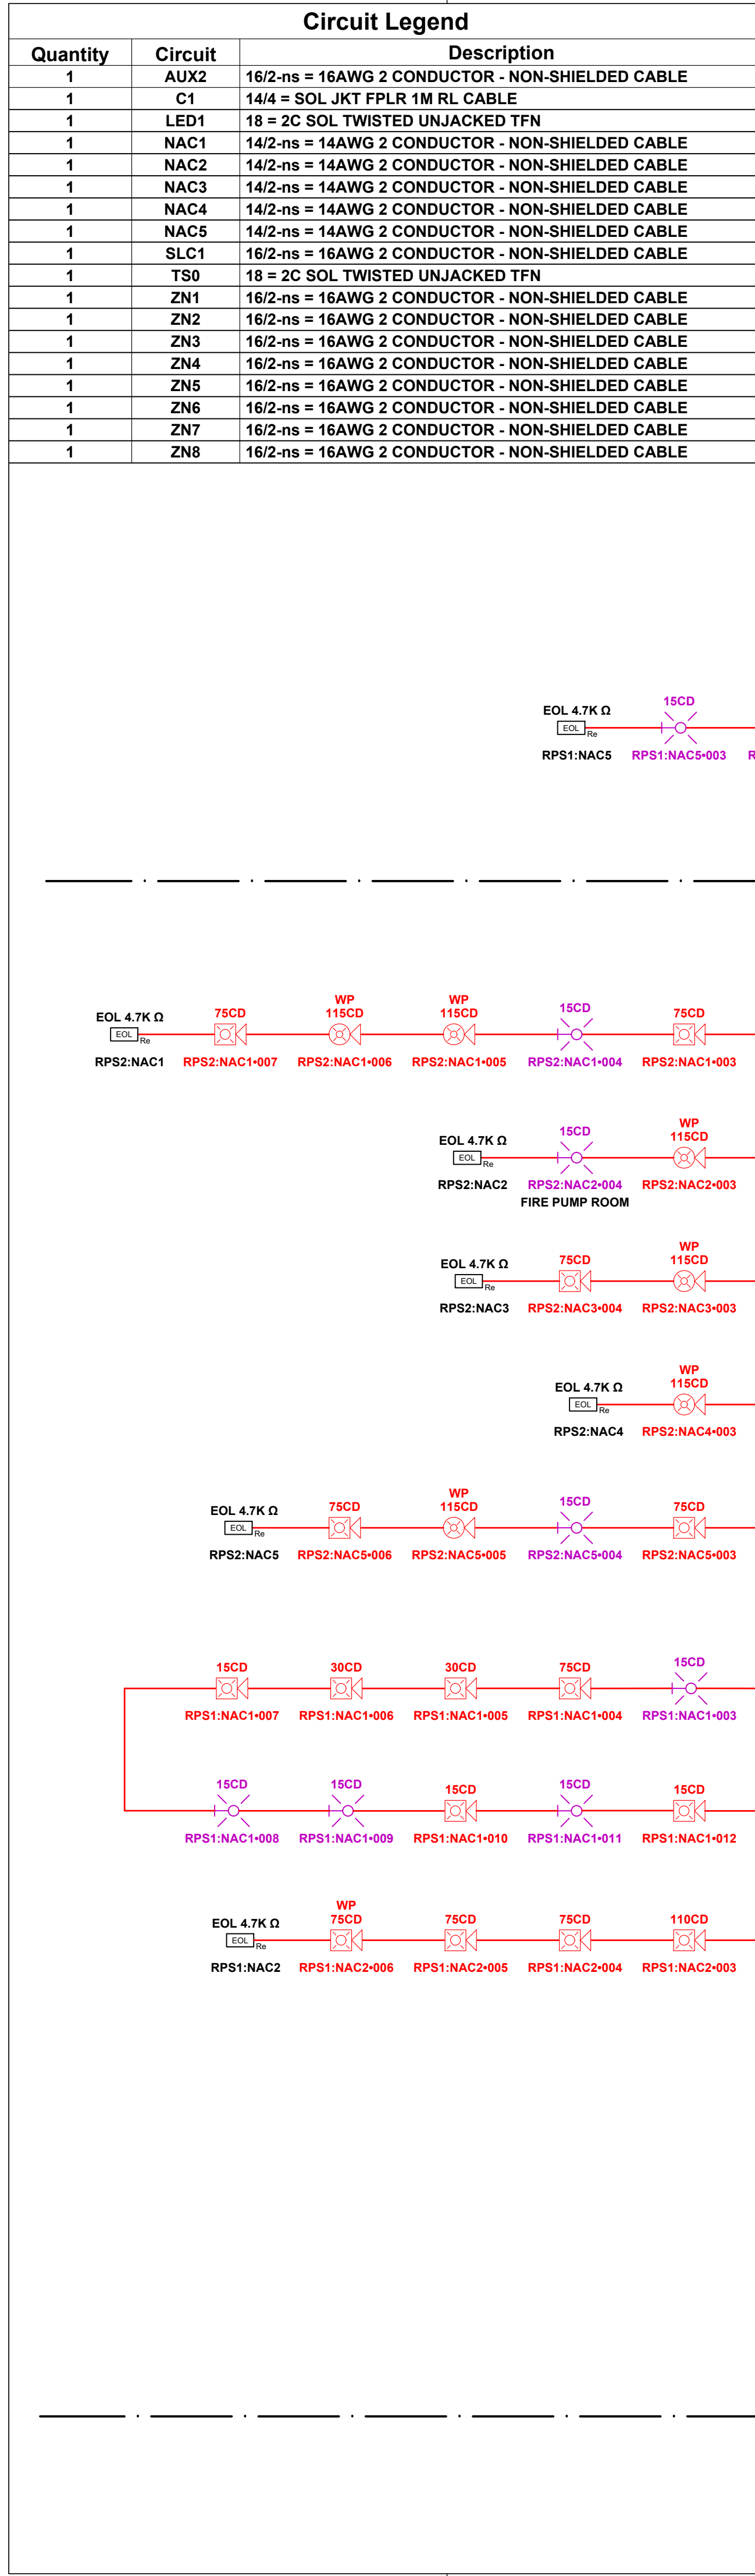 Circuit Legend
Quantity Circuit Description
1 AUX2 16/2-ns = 16AWG 2 CONDUCTOR - NON-SHIELDED CABLE
1 C1 14/4 = SOL JKT FPLR 1M RL CABLE
1 LED1 18 = 2C SOL TWISTED UNJACKED TFN
1 NAC1 14/2-ns = 14AWG 2 CONDUCTOR - NON-SHIELDED CABLE
1 NAC2 14/2-ns = 14AWG 2 CONDUCTOR - NON-SHIELDED CABLE
1 NAC3 14/2-ns = 14AWG 2 CONDUCTOR - NON-SHIELDED CABLE
1 NAC4 14/2-ns = 14AWG 2 CONDUCTOR - NON-SHIELDED CABLE
1 NAC5 14/2-ns = 14AWG 2 CONDUCTOR - NON-SHIELDED CABLE
1 SLC1 16/2-ns = 16AWG 2 CONDUCTOR - NON-SHIELDED CABLE
1 TS0 18 = 2C SOL TWISTED UNJACKED TFN
1 ZN1 16/2-ns = 16AWG 2 CONDUCTOR - NON-SHIELDED CABLE
1 ZN2 16/2-ns = 16AWG 2 CONDUCTOR - NON-SHIELDED CABLE
1 ZN3 16/2-ns = 16AWG 2 CONDUCTOR - NON-SHIELDED CABLE
1 ZN4 16/2-ns = 16AWG 2 CONDUCTOR - NON-SHIELDED CABLE
1 ZN5 16/2-ns = 16AWG 2 CONDUCTOR - NON-SHIELDED CABLE
1 ZN6 16/2-ns = 16AWG 2 CONDUCTOR - NON-SHIELDED CABLE
1 ZN7 16/2-ns = 16AWG 2 CONDUCTOR - NON-SHIELDED CABLE
1 ZN8 16/2-ns = 16AWG 2 CONDUCTOR - NON-SHIELDED CABLE
15CD
EOL 4.7K Ω
EOL Re
RPS1:NAC5 RPS1:NAC5•003 R
WP WP 15CD
EOL 4.7K Ω 75CD 115CD 115CD 75CD
EOL Re
RPS2:NAC1 RPS2:NAC1•007 RPS2:NAC1•006 RPS2:NAC1•005 RPS2:NAC1•004 RPS2:NAC1•003
15CD WP
EOL 4.7K Ω 115CD
EOL Re
RPS2:NAC2 RPS2:NAC2•004 RPS2:NAC2•003
FIRE PUMP ROOM
WP
EOL 4.7K Ω 75CD 115CD
EOL Re
RPS2:NAC3 RPS2:NAC3•004 RPS2:NAC3•003
WP
EOL 4.7K Ω 115CD
EOL Re
RPS2:NAC4 RPS2:NAC4•003
WP 15CD
EOL 4.7K Ω 75CD 115CD 75CD
EOL Re
RPS2:NAC5 RPS2:NAC5•006 RPS2:NAC5•005 RPS2:NAC5•004 RPS2:NAC5•003
15CD 30CD 30CD 75CD 15CD
RPS1:NAC1•007 RPS1:NAC1•006 RPS1:NAC1•005 RPS1:NAC1•004 RPS1:NAC1•003
15CD 15CD 15CD 15CD 15CD
RPS1:NAC1•008 RPS1:NAC1•009 RPS1:NAC1•010 RPS1:NAC1•011 RPS1:NAC1•012
WP
EOL 4.7K Ω 75CD 75CD 75CD 110CD
EOL Re
RPS1:NAC2 RPS1:NAC2•006 RPS1:NAC2•005 RPS1:NAC2•004 RPS1:NAC2•003